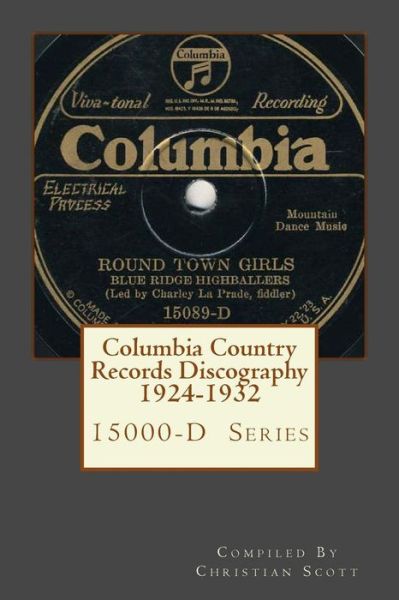 Columbia
Viva-tonal Recording
Columbia
ELECTRICAL
PROCESS
Mountain
Dance Music
ROUND TOWN GIRLS
BLUE RIDGE HIGHBALLERS
(Led by Charley La Prade, fiddler)
15089-D
Columbia Country
Records Discography
1924-1932
15000-D Series
Compiled By
Christian Scott